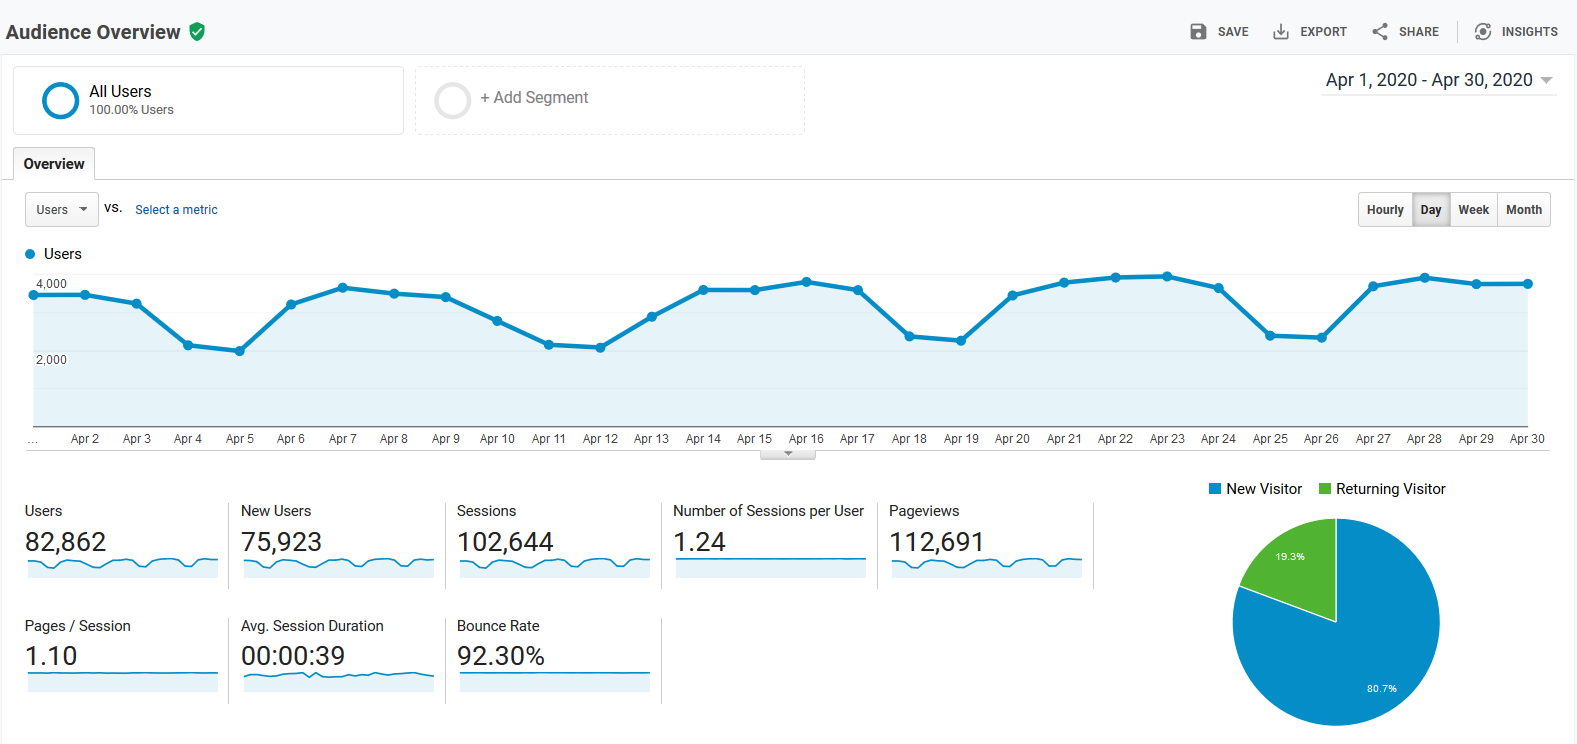 Audience Overview
SAVE
EXPORT
SHARE
INSIGHTS
All Users
100.00% Users
+ Add Segment
Apr 1, 2020 - Apr 30, 2020
Overview
Users
vs.
Select a metric
Hourly
Day
Week
Month
Users
4,000
2,000
...
Apr 2
Apr 3
Apr 4
Apr 5
Apr 6
Apr 7
Apr 8
Apr 9
Apr 10
Apr 11
Apr 12
Apr 13
Apr 14
Apr 15
Apr 16
Apr 17
Apr 18
Apr 19
Apr 20
Apr 21
Apr 22
Apr 23
Apr 24
Apr 25
Apr 26
Apr 27
Apr 28
Apr 29
Apr 30
Users
82,862
New Users
75,923
Sessions
102,644
Number of Sessions per User
1.24
Pageviews
112,691
Pages / Session
1.10
Avg. Session Duration
00:00:39
Bounce Rate
92.30%
New Visitor
Returning Visitor
19.3%
80.7%